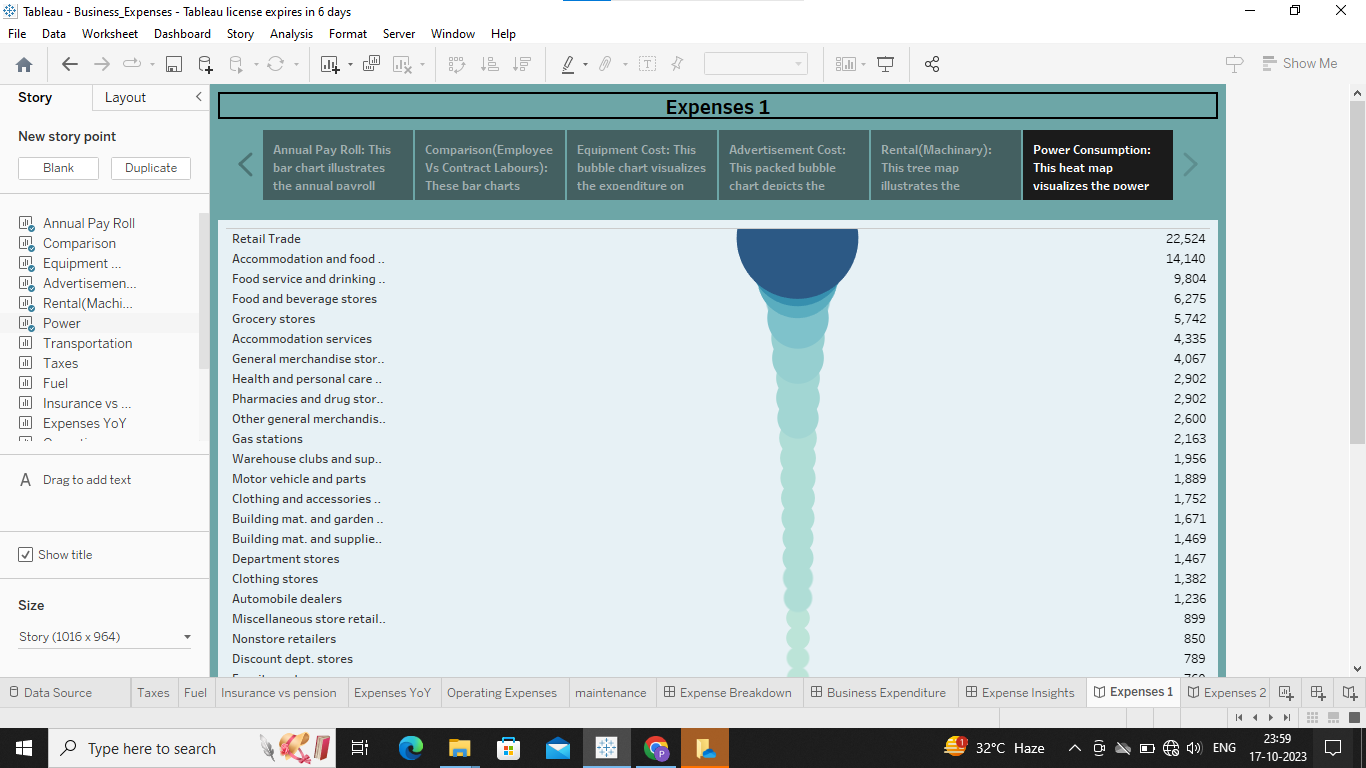 Tableau - Business_Expenses - Tableau license expires in 6 days
File Data Worksheet Dashboard Story Analysis Format Server Window Help
Show Me
Story Layout
New story point
Blank Duplicate
Annual Pay Roll
Comparison
Equipment ...
Advertisemen...
Rental(Machi...
Power
Transportation
Taxes
Fuel
Insurance vs ...
Expenses YoY
A Drag to add text
Show title
Size
Story (1016 x 964)
Expenses 1
Annual Pay Roll: This
bar chart illustrates
the annual payroll
Comparison(Employee
Vs Contract Labours):
These bar charts
Equipment Cost: This
bubble chart visualizes
the expenditure on
Advertisement Cost:
This packed bubble
chart depicts the
Rental(Machinary):
This tree map
illustrates the
Power Consumption:
This heat map
visualizes the power
Retail Trade 22,524
Accommodation and food .. 14,140
Food service and drinking .. 9,804
Food and beverage stores 6,275
Grocery stores 5,742
Accommodation services 4,335
General merchandise stor.. 4,067
Health and personal care .. 2,902
Pharmacies and drug stor.. 2,902
Other general merchandis.. 2,600
Gas stations 2,163
Warehouse clubs and sup.. 1,956
Motor vehicle and parts 1,889
Clothing and accessories .. 1,752
Building mat. and garden .. 1,671
Building mat. and supplie.. 1,469
Department stores 1,467
Clothing stores 1,382
Automobile dealers 1,236
Miscellaneous store retail.. 899
Nonstore retailers 850
Discount dept. stores 789
Data Source Taxes Fuel Insurance vs pension Expenses YoY Operating Expenses maintenance Expense Breakdown Business Expenditure Expense Insights Expenses 1 Expenses 2
Type here to search
32°C Haze
ENG
23:59
17-10-2023